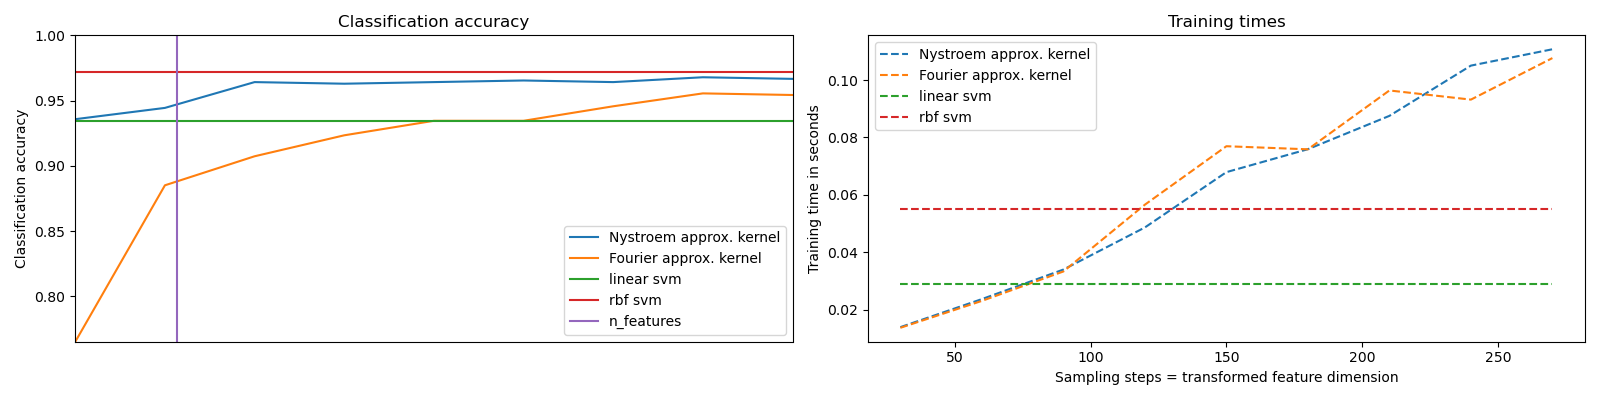 Classification accuracy
1.00
0.95
0.90
0.85
0.80
Classification accuracy
Nystroem approx. kernel
Fourier approx. kernel
linear svm
rbf svm
n_features
Training times
Nystroem approx. kernel
Fourier approx. kernel
linear svm
rbf svm
0.10
0.08
0.06
0.04
0.02
Training time in seconds
50 100 150 200 250
Sampling steps = transformed feature dimension